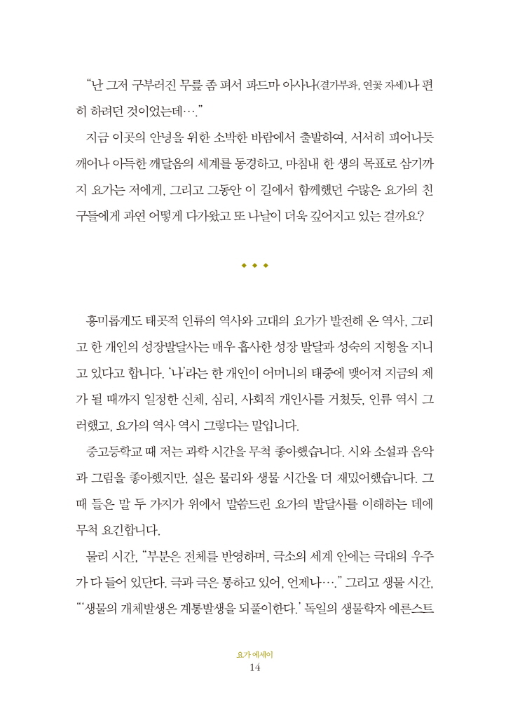 “난 그저 구부러진 무릎 좀 펴서 파드마 아사나(결가부좌, 연꽃 자세)나 편
히 하려던 것이었는데….”
지금 이곳의 안녕을 위한 소박한 바람에서 출발하여, 서서히 피어나듯
깨어나 아득한 깨달음의 세계를 동경하고, 마침내 한 생의 목표로 삼기까
지 요가는 저에게, 그리고 그동안 이 길에서 함께했던 수많은 요가의 친
구들에게 과연 어떻게 다가왔고 또 나날이 더욱 깊어지고 있는 걸까요?
흥미롭게도 태곳적 인류의 역사와 고대의 요가가 발전해 온 역사, 그리
고 한 개인의 성장발달사는 매우 흡사한 성장 발달과 성숙의 지형을 지니
고 있다고 합니다. ‘나’라는 한 개인이 어머니의 태중에 맺어져 지금의 제
가 될 때까지 일정한 신체, 심리, 사회적 개인사를 거쳤듯, 인류 역시 그
러했고, 요가의 역사 역시 그렇다는 말입니다.
중고등학교 때 저는 과학 시간을 무척 좋아했습니다. 시와 소설과 음악
과 그림을 좋아했지만, 실은 물리와 생물 시간을 더 재밌어했습니다. 그
때 들은 말 두 가지가 위에서 말씀드린 요가의 발달사를 이해하는 데에
무척 요긴합니다.
물리 시간, “부분은 전체를 반영하며, 극소의 세계 안에는 극대의 우주
가 다 들어 있단다. 극과 극은 통하고 있어, 언제나….” 그리고 생물 시간,
“‘생물의 개체발생은 계통발생을 되풀이한다.’ 독일의 생물학자 에른스트
요가 에세이
14